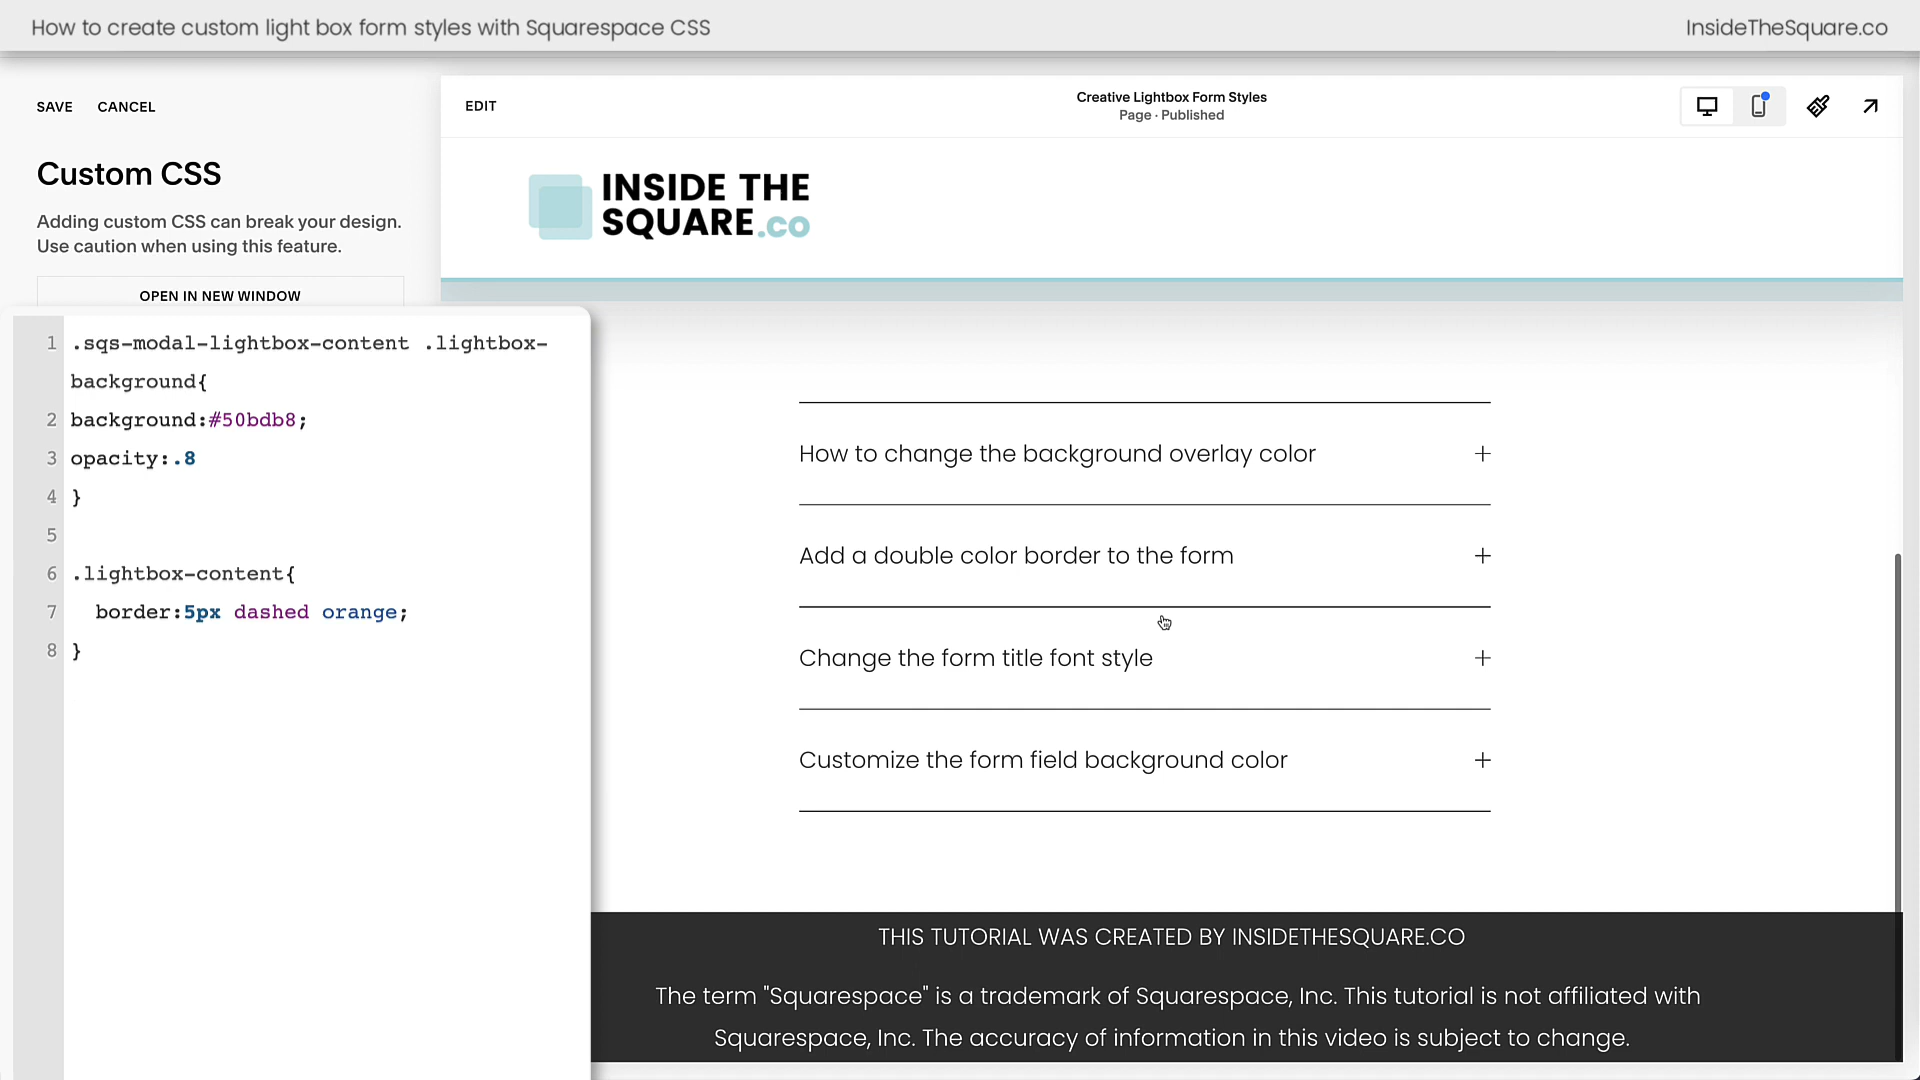 How to create custom light box form styles with Squarespace CSS
InsideTheSquare.co
SAVE CANCEL
Custom CSS
Adding custom CSS can break your design.
Use caution when using this feature.
OPEN IN NEW WINDOW
1 .sqs-modal-lightbox-content .lightbox-
background{
2 background:#50bdb8;
3 opacity:.8
4 }
5
6 .lightbox-content{
7 border:5px dashed orange;
8 }
EDIT
Creative Lightbox Form Styles
Page · Published
INSIDE THE
SQUARE.co
How to change the background overlay color +
Add a double color border to the form +
Change the form title font style +
Customize the form field background color +
THIS TUTORIAL WAS CREATED BY INSIDETHESQUARE.CO
The term "Squarespace" is a trademark of Squarespace, Inc. This tutorial is not affiliated with
Squarespace, Inc. The accuracy of information in this video is subject to change.